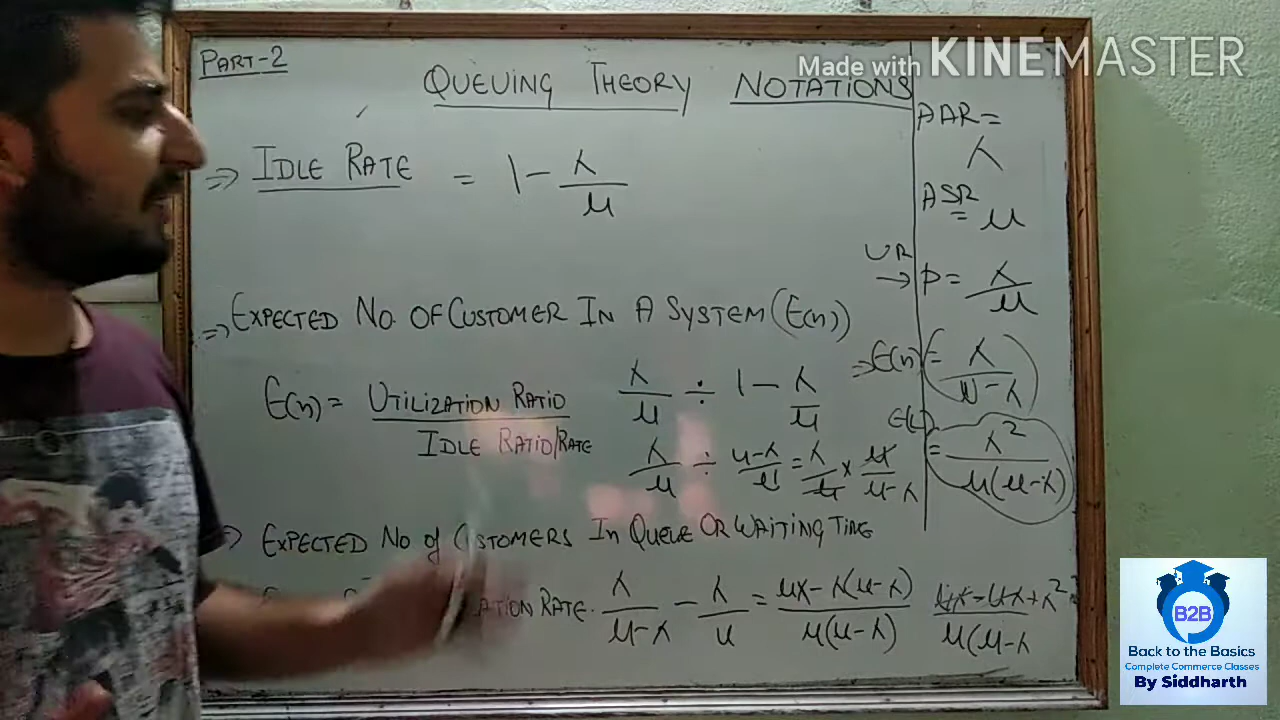 PART-2
Made with KINEMASTER
QUEUING THEORY NOTATIONS
⇒ IDLE RATE = 1 - λ/μ
⇒ EXPECTED NO. OF CUSTOMER IN A SYSTEM (E(n))
E(n) = UTILIZATION RATIO / IDLE RATIO/RATE
λ/μ ÷ 1 - λ/μ
λ/μ ÷ μ-λ/μ = λ/μ × μ/μ-λ
EXPECTED NO of CUSTOMERS IN QUEUE OR WAITING TIME
RATE. λ/μ-λ - λ/μ = μλ-λ(μ-λ)/μ(μ-λ) μλ-μλ+λ²/μ(μ-λ
AAR =
λ
ASR
= μ
UR
→ p = λ/μ
⇒ E(n) = λ/μ-λ
E(L)
= λ²/μ(μ-λ)
B2B
Back to the Basics
Complete Commerce Classes
By Siddharth